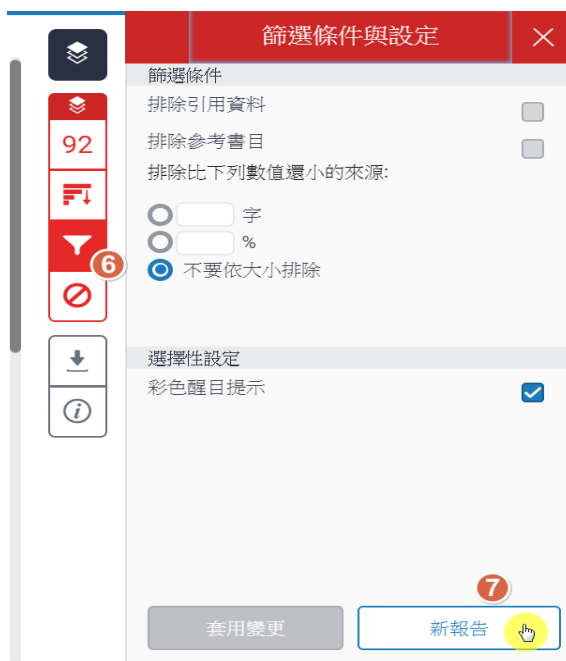 篩選條件與設定
篩選條件
排除引用資料
92
排除參考書目
排除比下列數值還小的來源:
字
%
6
不要依大小排除
選擇性設定
彩色醒目提示
i
7
套用變更
新報告